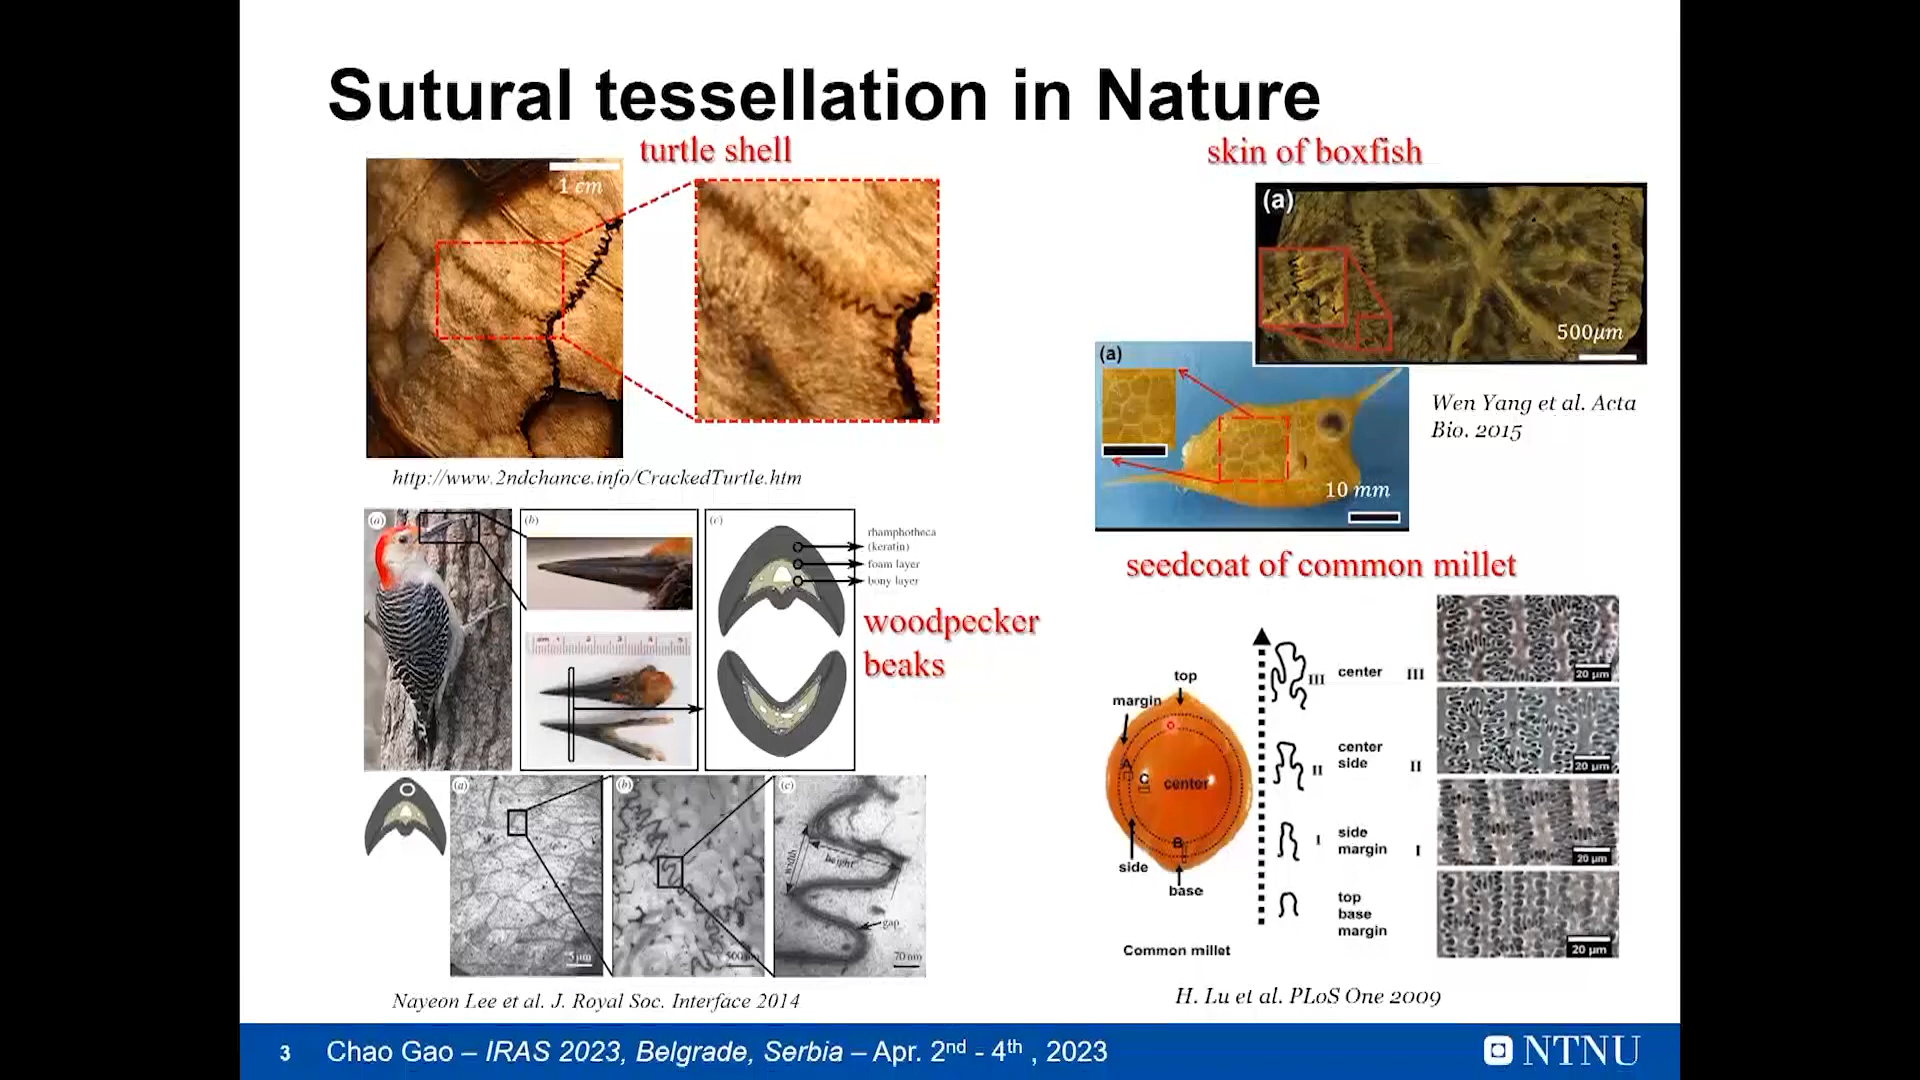 Sutural tessellation in Nature
turtle shell
1 cm
http://www.2ndchance.info/CrackedTurtle.htm
skin of boxfish
(a)
500μm
(a)
10 mm
Wen Yang et al. Acta
Bio. 2015
(a)
(b)
(c)
rhamphotheca
(keratin)
foam layer
bony layer
woodpecker
beaks
(a)
(b)
(c)
width
height
gap
5 μm
70 nm
Nayeon Lee et al. J. Royal Soc. Interface 2014
seedcoat of common millet
top
margin
A
C
center
B
side
base
Common millet
III
center
III
20 μm
II
center
side
II
20 μm
I
side
margin
I
20 μm
top
base
margin
20 μm
H. Lu et al. PLoS One 2009
3
Chao Gao – IRAS 2023, Belgrade, Serbia – Apr. 2nd - 4th , 2023
NTNU